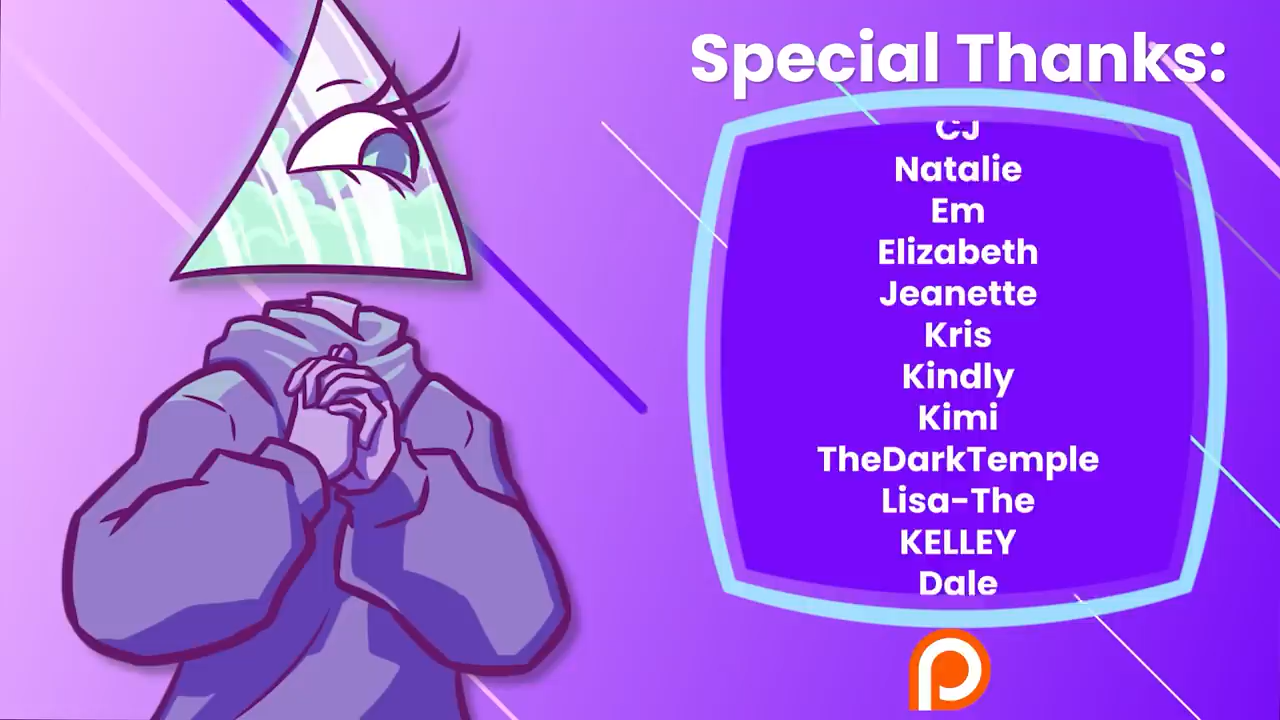 Special Thanks:
CJ
Natalie
Em
Elizabeth
Jeanette
Kris
Kindly
Kimi
TheDarkTemple
Lisa-The
KELLEY
Dale